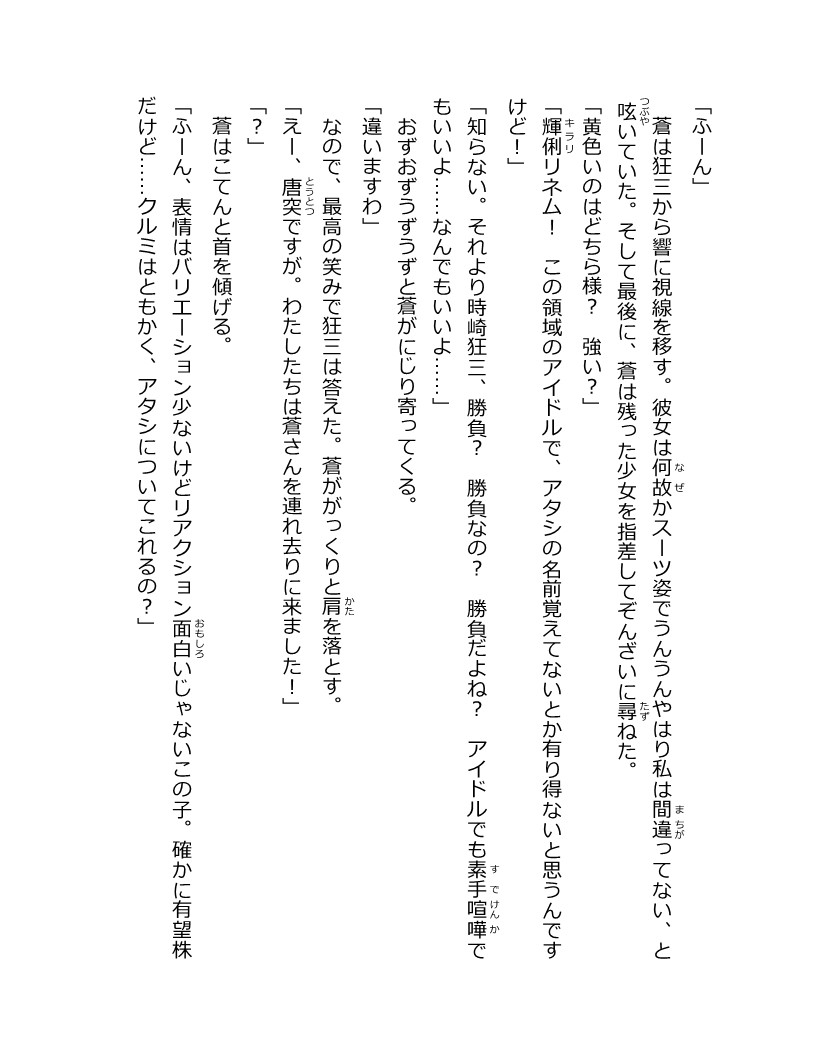 「ふーん」
　蒼は狂三から響に視線を移す。彼女は何故かスーツ姿でうんうんやはり私は間違ってない、と
呟いていた。そして最後に、蒼は残った少女を指差してぞんざいに尋ねた。
「黄色いのはどちら様？　強い？」
「輝俐リネム！　この領域のアイドルで、アタシの名前覚えてないとか有り得ないと思うんです
けど！」
「知らない。それより時崎狂三、勝負？　勝負なの？　勝負だよね？　アイドルでも素手喧嘩で
もいいよ……なんでもいいよ……」
　おずおずうずうずと蒼がにじり寄ってくる。
「違いますわ」
　なので、最高の笑みで狂三は答えた。蒼ががっくりと肩を落とす。
「えー、唐突ですが。わたしたちは蒼さんを連れ去りに来ました！」
「？」
　蒼はこてんと首を傾げる。
「ふーん、表情はバリエーション少ないけどリアクション面白いじゃないこの子。確かに有望株
だけど……クルミはともかく、アタシについてこれるの？」